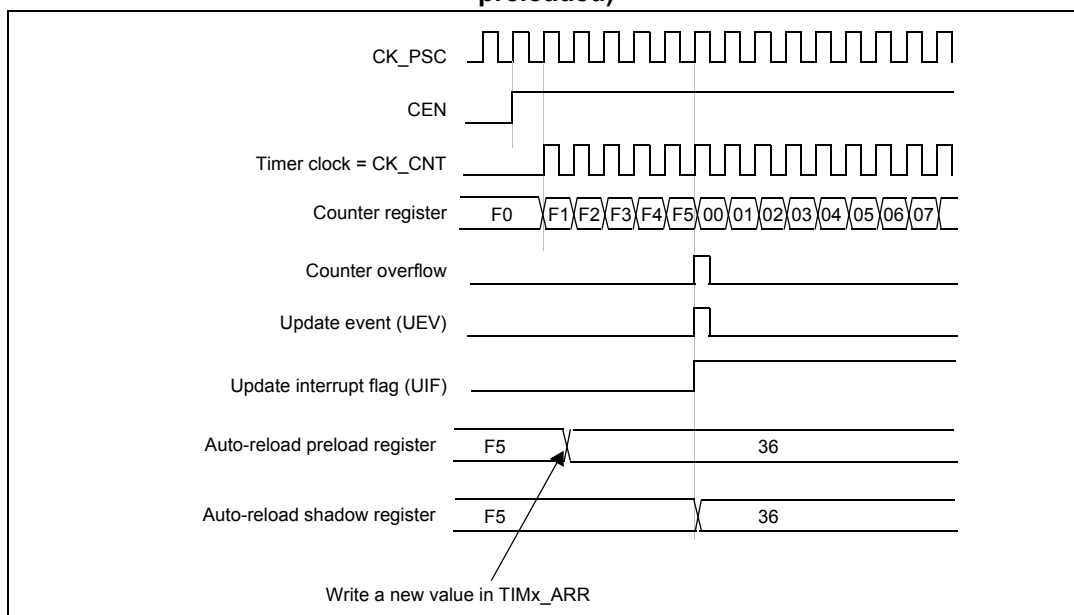 preloaded)
CK_PSC
CEN
Timer clock = CK_CNT
Counter register F0 F1 F2 F3 F4 F5 00 01 02 03 04 05 06 07
Counter overflow
Update event (UEV)
Update interrupt flag (UIF)
Auto-reload preload register F5 36
Auto-reload shadow register F5 36
Write a new value in TIMx_ARR